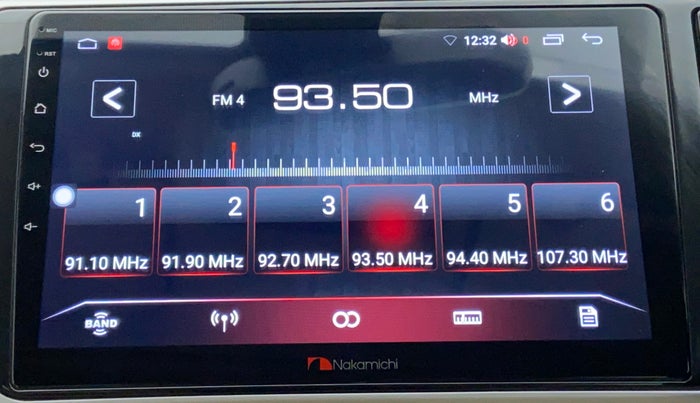 MIC
12:32 0
RST
FM 4 93.50 MHz
DX
1 2 3 4 5 6
91.10 MHz 91.90 MHz 92.70 MHz 93.50 MHz 94.40 MHz 107.30 MHz
BAND
Nakamichi